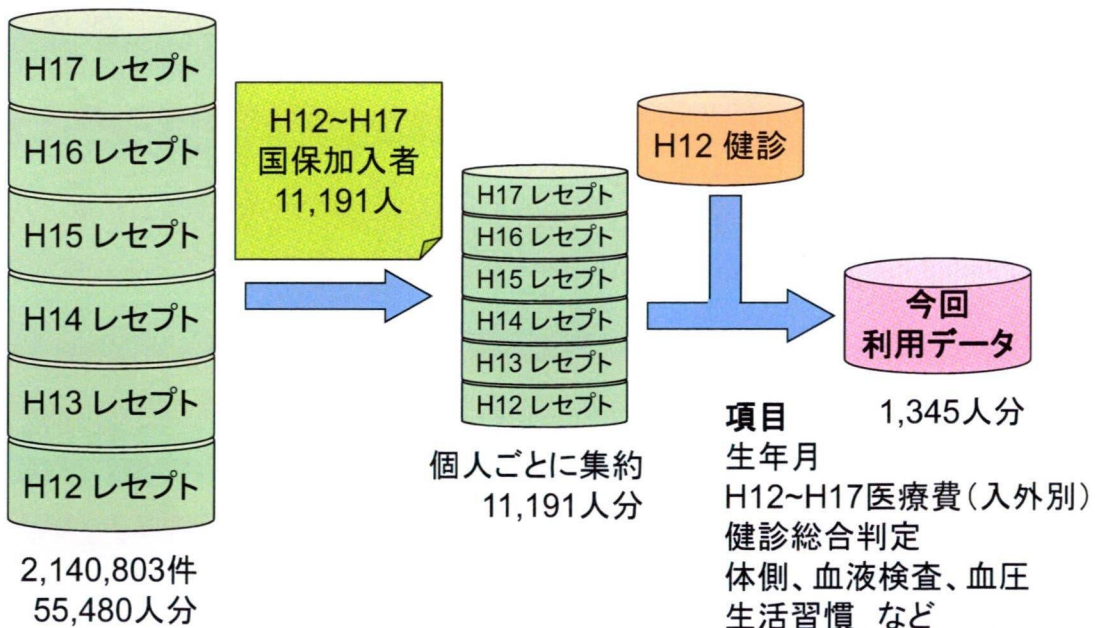 H17 レセプト
H16 レセプト
H15 レセプト
H14 レセプト
H13 レセプト
H12 レセプト
2,140,803件
55,480人分
H12~H17
国保加入者
11,191人
H17 レセプト
H16 レセプト
H15 レセプト
H14 レセプト
H13 レセプト
H12 レセプト
個人ごとに集約
11,191人分
H12 健診
今回
利用データ
1,345人分
項目
生年月
H12~H17医療費(入外別)
健診総合判定
体側、血液検査、血圧
生活習慣 など